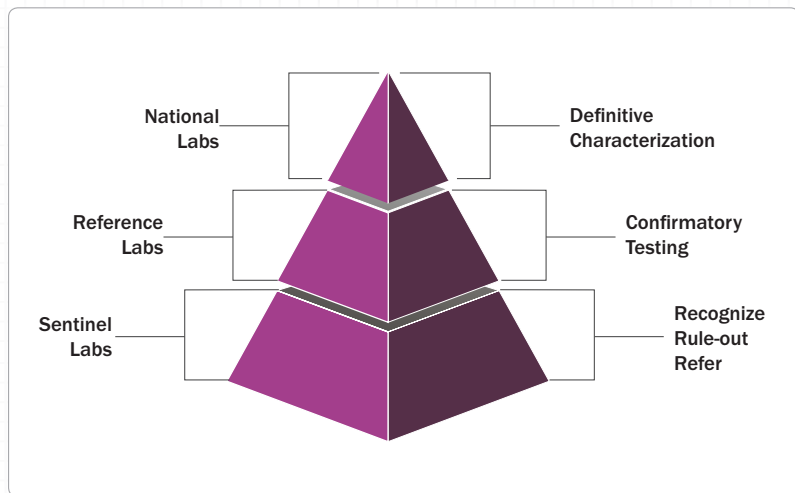 National
Labs
Definitive
Characterization
Reference
Labs
Confirmatory
Testing
Sentinel
Labs
Recognize
Rule-out
Refer